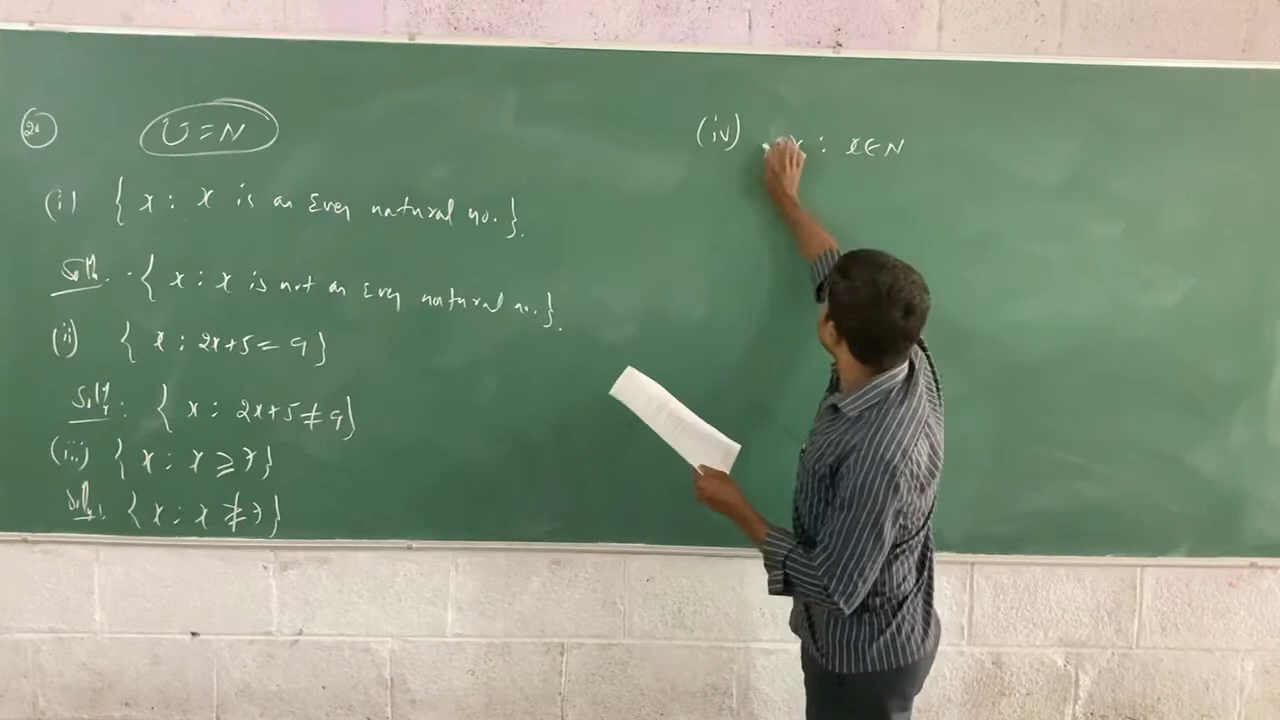 2.
U = N
(i) { x : x is an Even natural no. }.
Soln. { x : x is not an Even natural no. }.
(ii) { x : 2x+5 = 9 }
Soln : { x : 2x+5 ≠ 9 }
(iii) { x : x ⩾ 7 }
Soln : { x : x ≱ 7 }
(iv) x : x ∈ N